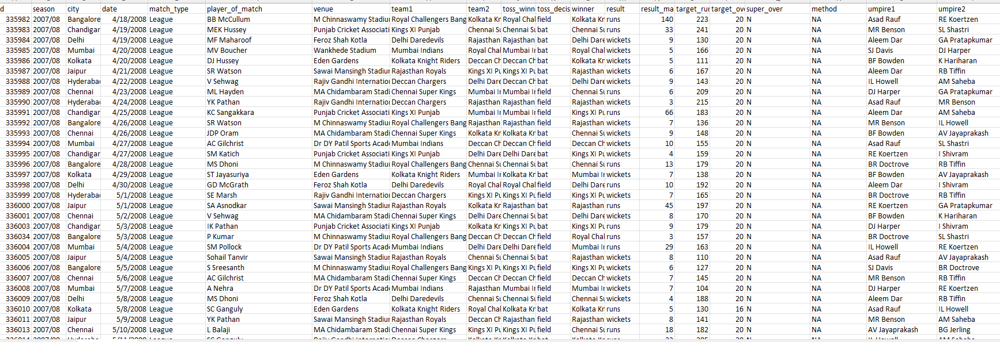 d season city date match_type player_of_match venue team1 team2 toss_winn toss_decis winner result result_ma target_ru target_ove super_over method umpire1 umpire2
335982 2007/08 Bangalore 4/18/2008 League BB McCullum M Chinnaswamy Stadiu Royal Challengers Bang Kolkata Kr Royal Chal field Kolkata Kr runs 140 223 20 N NA Asad Rauf RE Koertzen
335983 2007/08 Chandigar 4/19/2008 League MEK Hussey Punjab Cricket Associati Kings XI Punjab Chennai Su Chennai Su bat Chennai Su runs 33 241 20 N NA MR Benson SL Shastri
335984 2007/08 Delhi 4/19/2008 League MF Maharoof Feroz Shah Kotla Delhi Daredevils Rajasthan Rajasthan bat Delhi Dare wickets 9 130 20 N NA Aleem Dar GA Pratapkumar
335985 2007/08 Mumbai 4/20/2008 League MV Boucher Wankhede Stadium Mumbai Indians Royal Chal Mumbai In bat Royal Chal wickets 5 166 20 N NA SJ Davis DJ Harper
335986 2007/08 Kolkata 4/20/2008 League DJ Hussey Eden Gardens Kolkata Knight Riders Deccan Ch Deccan Ch bat Kolkata Kr wickets 5 111 20 N NA BF Bowden K Hariharan
335987 2007/08 Jaipur 4/21/2008 League SR Watson Sawai Mansingh Stadiu Rajasthan Royals Kings XI Pu Kings XI Pu bat Rajasthan wickets 6 167 20 N NA Aleem Dar RB Tiffin
335988 2007/08 Hyderabad 4/22/2008 League V Sehwag Rajiv Gandhi Internatio Deccan Chargers Delhi Dare Deccan Ch bat Delhi Dare wickets 9 143 20 N NA IL Howell AM Saheba
335989 2007/08 Chennai 4/23/2008 League ML Hayden MA Chidambaram Stadi Chennai Super Kings Mumbai In Mumbai In field Chennai Su runs 6 209 20 N NA DJ Harper GA Pratapkumar
335990 2007/08 Hyderabad 4/24/2008 League YK Pathan Rajiv Gandhi Internatio Deccan Chargers Rajasthan Rajasthan field Rajasthan wickets 3 215 20 N NA Asad Rauf MR Benson
335991 2007/08 Chandigar 4/25/2008 League KC Sangakkara Punjab Cricket Associati Kings XI Punjab Mumbai In Mumbai In field Kings XI Pu runs 66 183 20 N NA Aleem Dar AM Saheba
335992 2007/08 Bangalore 4/26/2008 League SR Watson M Chinnaswamy Stadiu Royal Challengers Bang Rajasthan Rajasthan field Rajasthan wickets 7 136 20 N NA MR Benson IL Howell
335993 2007/08 Chennai 4/26/2008 League JDP Oram MA Chidambaram Stadi Chennai Super Kings Kolkata Kr Kolkata Kr bat Chennai Su wickets 9 148 20 N NA BF Bowden AV Jayaprakash
335994 2007/08 Mumbai 4/27/2008 League AC Gilchrist Dr DY Patil Sports Acad Mumbai Indians Deccan Ch Deccan Ch field Deccan Ch wickets 10 155 20 N NA Asad Rauf SL Shastri
335995 2007/08 Chandigar 4/27/2008 League SM Katich Punjab Cricket Associati Kings XI Punjab Delhi Dare Delhi Dare bat Kings XI Pu wickets 4 159 20 N NA RE Koertzen I Shivram
335996 2007/08 Bangalore 4/28/2008 League MS Dhoni M Chinnaswamy Stadiu Royal Challengers Bang Chennai Su Chennai Su bat Chennai Su runs 13 179 20 N NA BR Doctrove RB Tiffin
335997 2007/08 Kolkata 4/29/2008 League ST Jayasuriya Eden Gardens Kolkata Knight Riders Mumbai In Kolkata Kr bat Mumbai In wickets 7 138 20 N NA BF Bowden AV Jayaprakash
335998 2007/08 Delhi 4/30/2008 League GD McGrath Feroz Shah Kotla Delhi Daredevils Royal Chal Royal Chal field Delhi Dare runs 10 192 20 N NA Aleem Dar I Shivram
335999 2007/08 Hyderabad 5/1/2008 League SE Marsh Rajiv Gandhi Internatio Deccan Chargers Kings XI Pu Kings XI Pu field Kings XI Pu wickets 7 165 20 N NA BR Doctrove RB Tiffin
336000 2007/08 Jaipur 5/1/2008 League SA Asnodkar Sawai Mansingh Stadiu Rajasthan Royals Kolkata Kr Rajasthan bat Rajasthan runs 45 197 20 N NA RE Koertzen GA Pratapkumar
336001 2007/08 Chennai 5/2/2008 League V Sehwag MA Chidambaram Stadi Chennai Super Kings Delhi Dare Chennai Su bat Delhi Dare wickets 8 170 20 N NA BF Bowden K Hariharan
336003 2007/08 Chandigar 5/3/2008 League IK Pathan Punjab Cricket Associati Kings XI Punjab Kolkata Kr Kings XI Pu bat Kings XI Pu runs 9 179 20 N NA DJ Harper I Shivram
336034 2007/08 Bangalore 5/3/2008 League P Kumar M Chinnaswamy Stadiu Royal Challengers Bang Deccan Ch Deccan Ch field Royal Chal runs 3 157 20 N NA BR Doctrove SL Shastri
336004 2007/08 Mumbai 5/4/2008 League SM Pollock Dr DY Patil Sports Acad Mumbai Indians Delhi Dare Delhi Dare field Mumbai In runs 29 163 20 N NA IL Howell RE Koertzen
336005 2007/08 Jaipur 5/4/2008 League Sohail Tanvir Sawai Mansingh Stadiu Rajasthan Royals Chennai Su Chennai Su bat Rajasthan wickets 8 110 20 N NA Asad Rauf AV Jayaprakash
336006 2007/08 Bangalore 5/5/2008 League S Sreesanth M Chinnaswamy Stadiu Royal Challengers Bang Kings XI Pu Kings XI Pu field Kings XI Pu wickets 6 127 20 N NA SJ Davis BR Doctrove
336007 2007/08 Chennai 5/6/2008 League AC Gilchrist MA Chidambaram Stadi Chennai Super Kings Deccan Ch Deccan Ch field Deccan Ch wickets 7 145 20 N NA MR Benson RB Tiffin
336008 2007/08 Mumbai 5/7/2008 League A Nehra Dr DY Patil Sports Acad Mumbai Indians Rajasthan Mumbai In field Mumbai In wickets 7 104 20 N NA DJ Harper RE Koertzen
336009 2007/08 Delhi 5/8/2008 League MS Dhoni Feroz Shah Kotla Delhi Daredevils Chennai Su Chennai Su field Chennai Su wickets 4 188 20 N NA Aleem Dar RB Tiffin
336010 2007/08 Kolkata 5/8/2008 League SC Ganguly Eden Gardens Kolkata Knight Riders Royal Chal Kolkata Kr bat Kolkata Kr runs 5 130 16 N NA Asad Rauf IL Howell
336011 2007/08 Jaipur 5/9/2008 League YK Pathan Sawai Mansingh Stadiu Rajasthan Royals Deccan Ch Rajasthan field Rajasthan wickets 8 141 20 N NA MR Benson AM Saheba
336013 2007/08 Chennai 5/10/2008 League L Balaji MA Chidambaram Stadi Chennai Super Kings Kings XI Pu Kings XI Pu field Chennai Su runs 18 182 20 N NA AV Jayaprakash BG Jerling